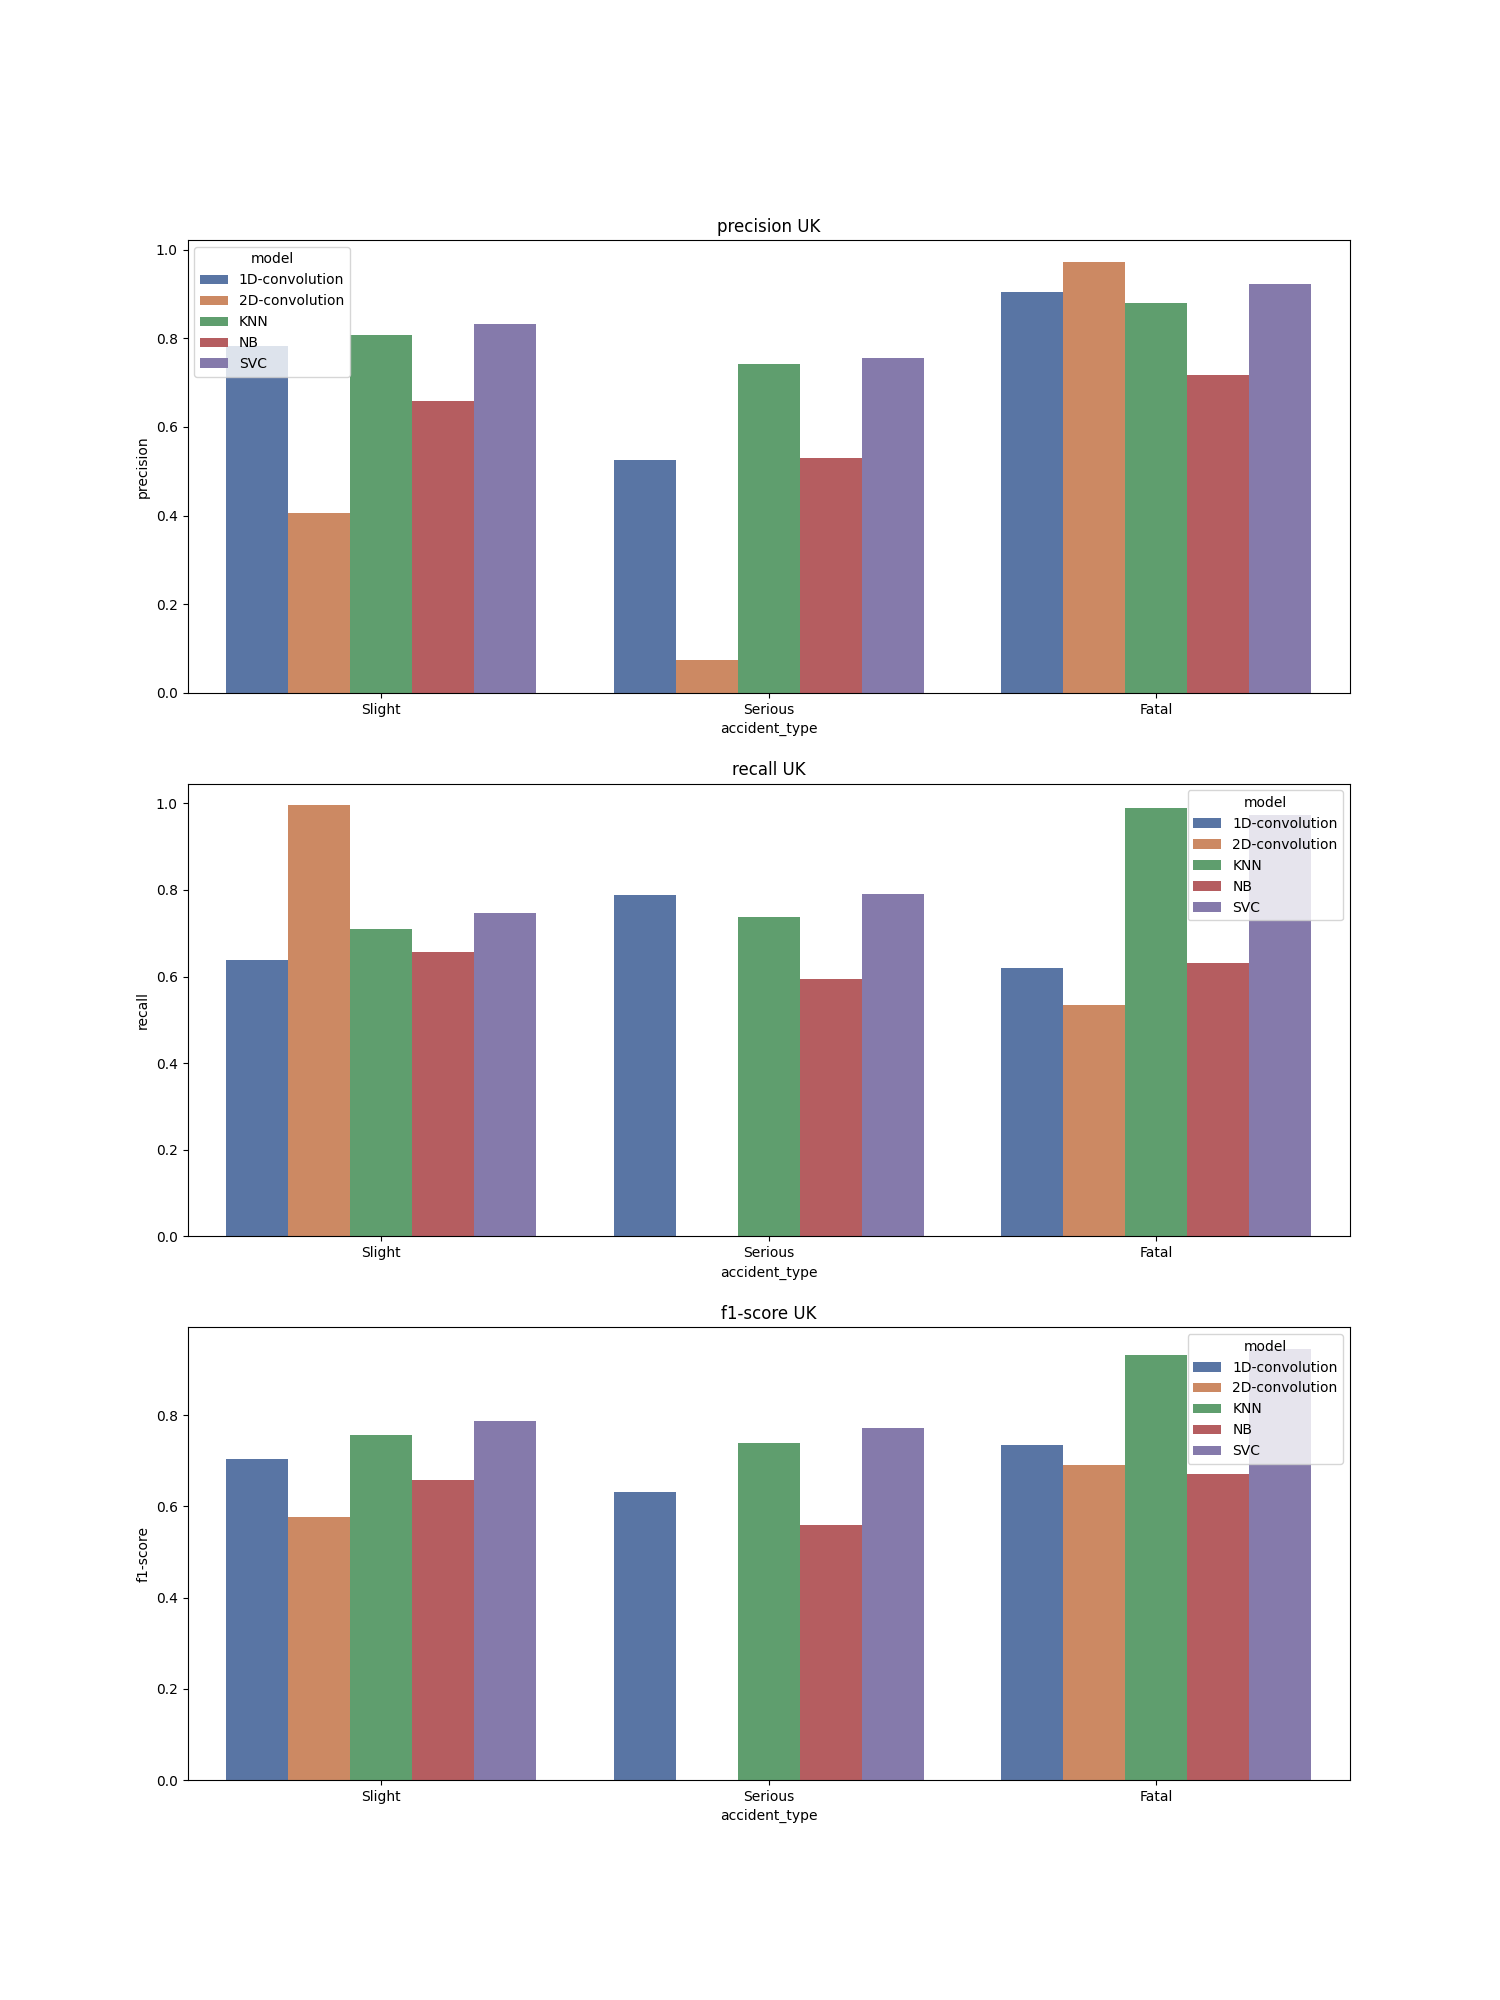 precision UK
1.0
0.8
0.6
0.4
0.2
0.0
precision
model
1D-convolution
2D-convolution
KNN
NB
SVC
Slight
Serious
Fatal
accident_type
recall UK
1.0
0.8
0.6
0.4
0.2
0.0
recall
model
1D-convolution
2D-convolution
KNN
NB
SVC
Slight
Serious
Fatal
accident_type
f1-score UK
0.8
0.6
0.4
0.2
0.0
f1-score
model
1D-convolution
2D-convolution
KNN
NB
SVC
Slight
Serious
Fatal
accident_type